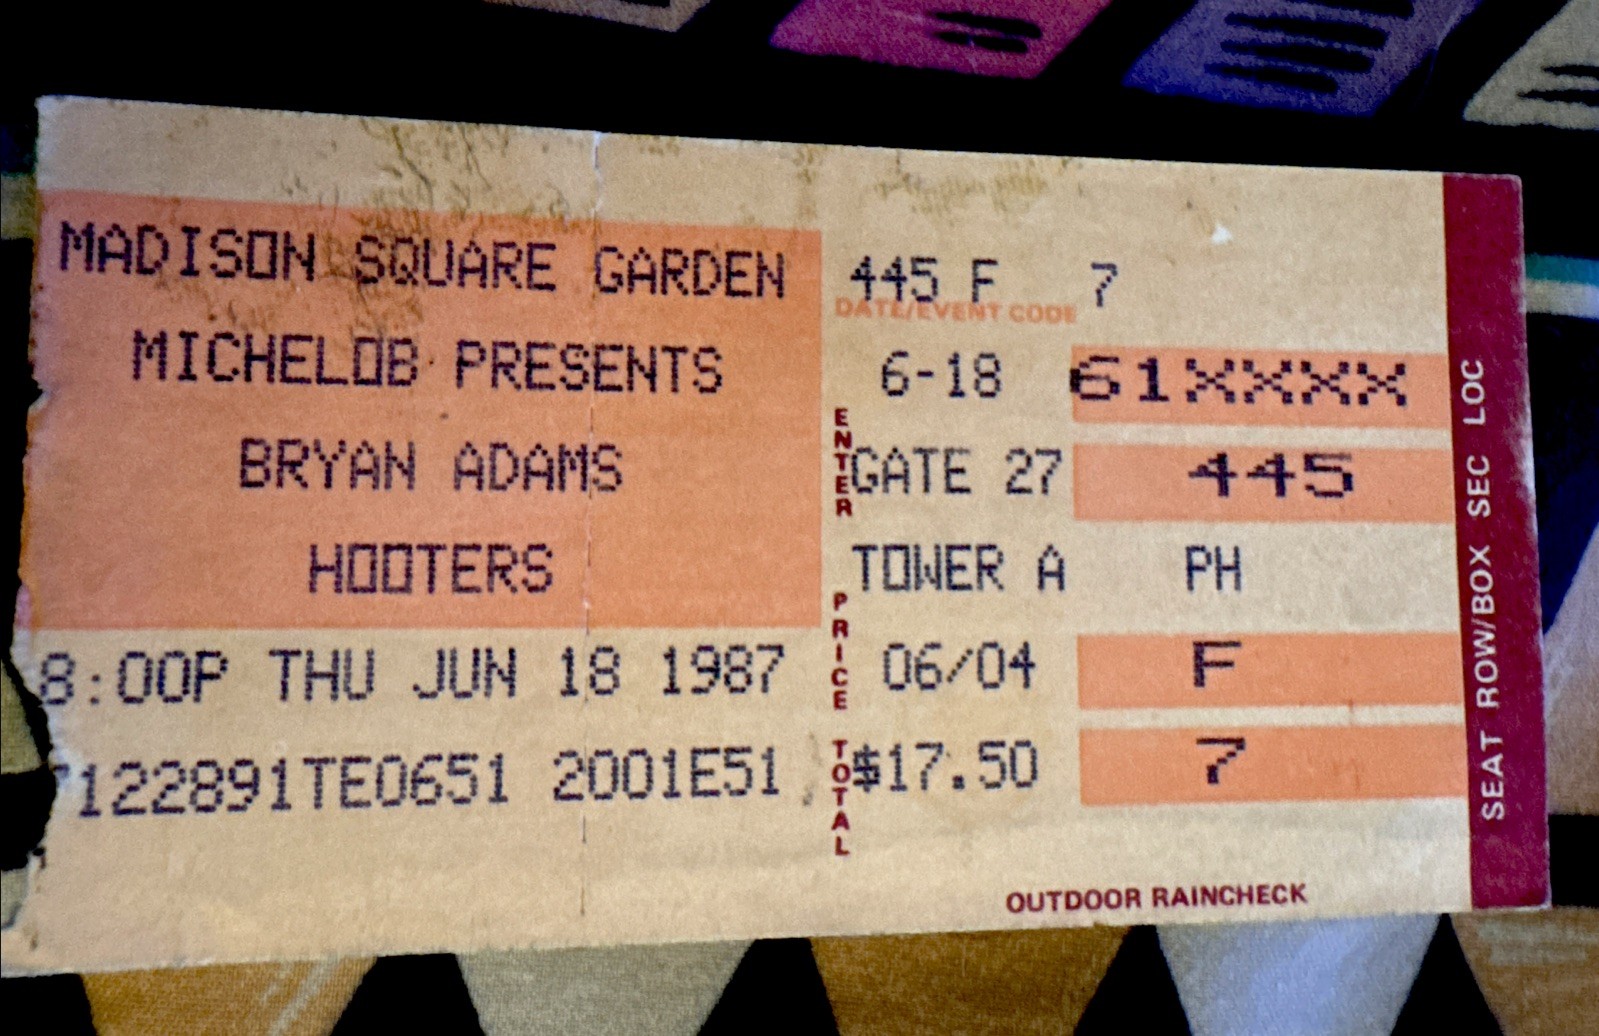 MADISON SQUARE GARDEN
MICHELOB PRESENTS
BRYAN ADAMS
HOOTERS
8:00P THU JUN 18 1987
122891TE0651 2001E51
445 F 7
DATE/EVENT CODE
6-18 61XXXX
ENTER
GATE 27 445
TOWER A PH
PRICE
06/04 F
TOTAL
$17.50 7
OUTDOOR RAINCHECK
SEAT ROW/BOX SEC LOC